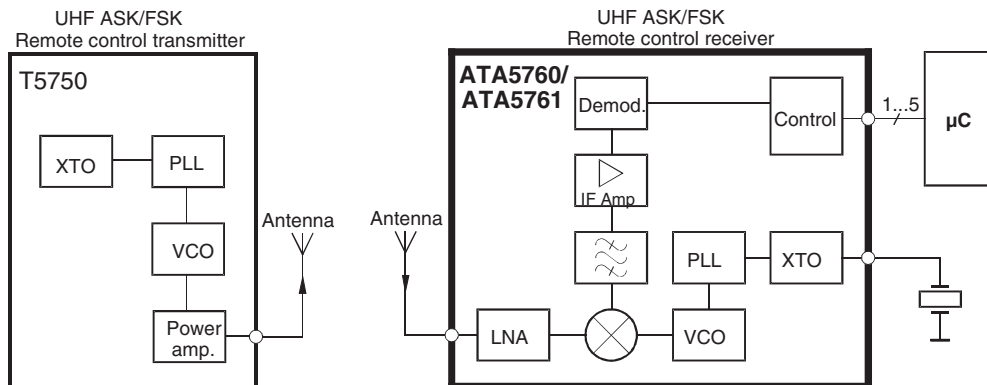 UHF ASK/FSK
Remote control transmitter
T5750
XTO
PLL
VCO
Power
amp.
Antenna
UHF ASK/FSK
Remote control receiver
ATA5760/
ATA5761
Demod.
Control
1...5
µC
IF Amp
Antenna
PLL
XTO
LNA
VCO